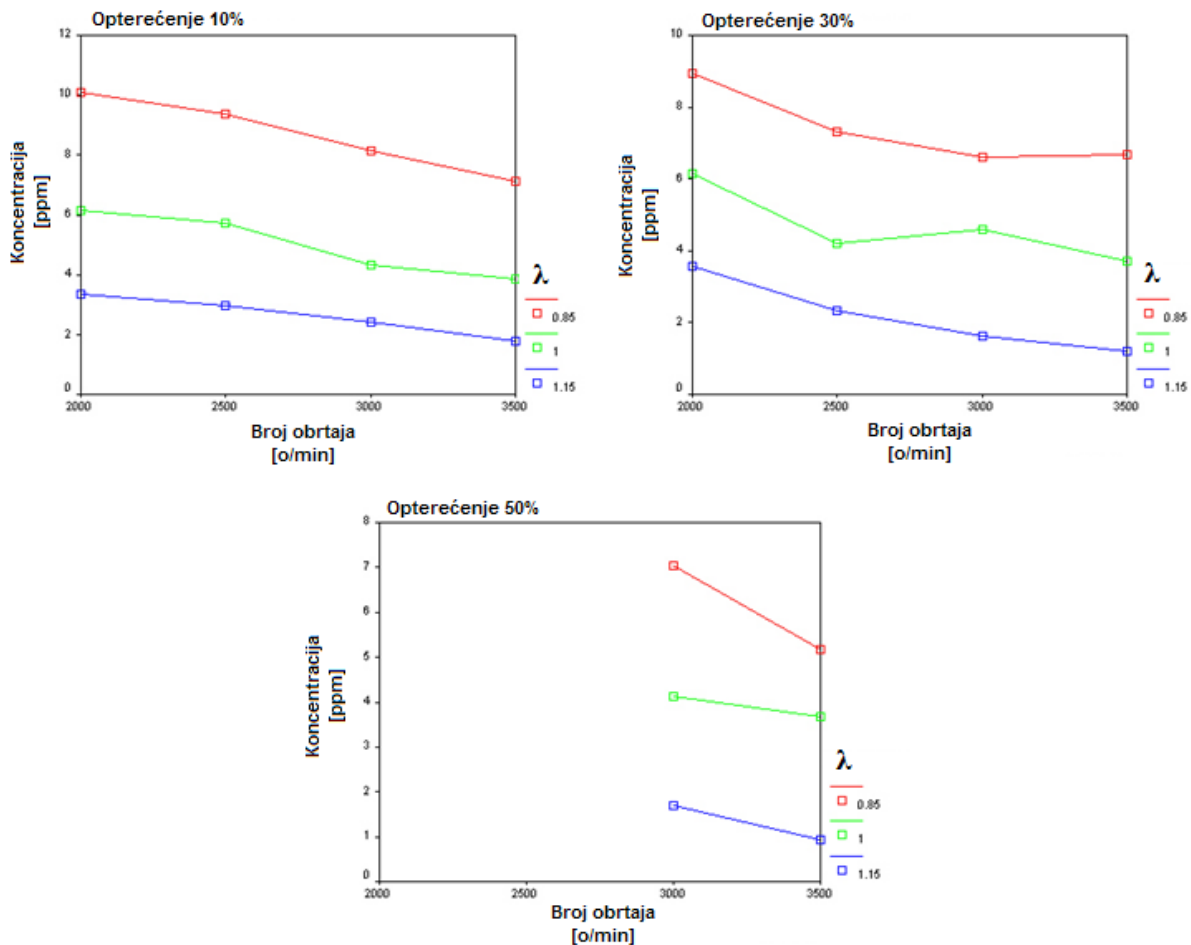 Opterećenje 10%
12
10
8
6
4
2
0
Koncentracija
[ppm]
2000 2500 3000 3500
Broj obrtaja
[o/min]
λ
0.85
1
1.15
Opterećenje 30%
10
8
6
4
2
0
Koncentracija
[ppm]
2000 2500 3000 3500
Broj obrtaja
[o/min]
λ
0.85
1
1.15
Opterećenje 50%
8
7
6
5
4
3
2
1
0
Koncentracija
[ppm]
2000 2500 3000 3500
Broj obrtaja
[o/min]
λ
0.85
1
1.15